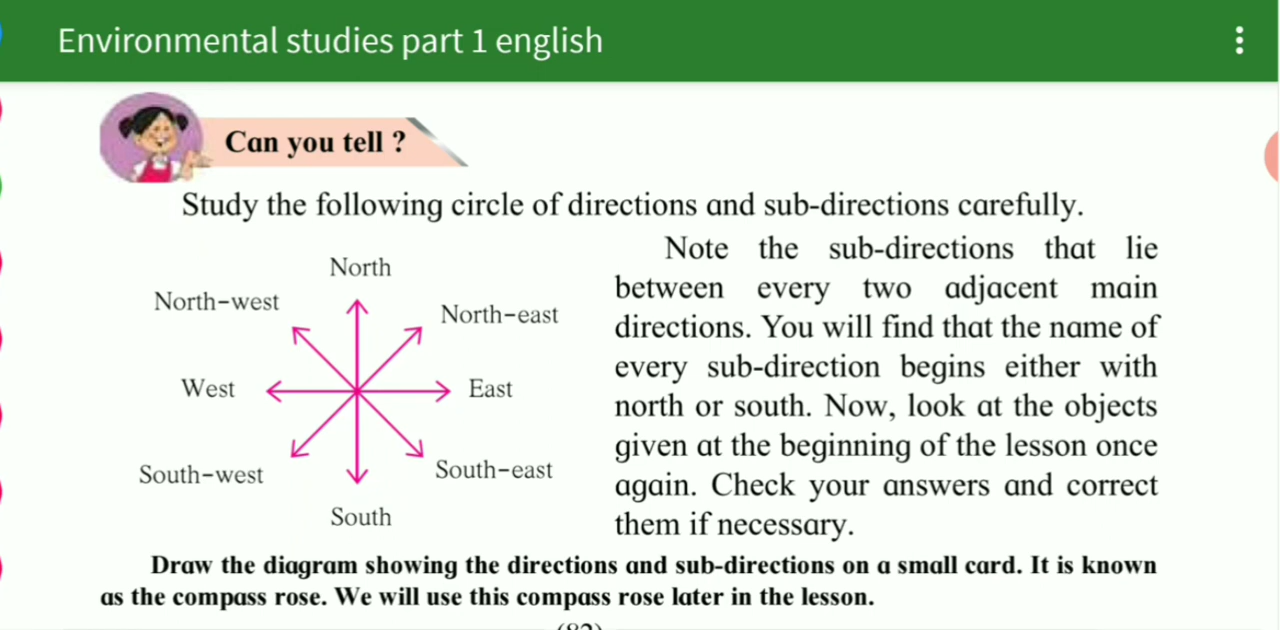 Environmental studies part 1 english
Can you tell ?
Study the following circle of directions and sub-directions carefully.
North
North-west
North-east
West
East
South-west
South-east
South
Note the sub-directions that lie
between every two adjacent main
directions. You will find that the name of
every sub-direction begins either with
north or south. Now, look at the objects
given at the beginning of the lesson once
again. Check your answers and correct
them if necessary.
Draw the diagram showing the directions and sub-directions on a small card. It is known
as the compass rose. We will use this compass rose later in the lesson.